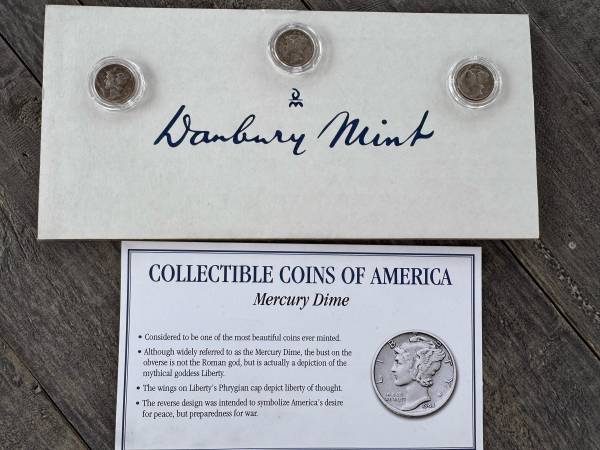 DM
Danbury Mint
COLLECTIBLE COINS OF AMERICA
Mercury Dime
• Considered to be one of the most beautiful coins ever minted.
• Although widely referred to as the Mercury Dime, the bust on
obverse is not the Roman god, but is actually a depiction of the
mythical goddess Liberty.
• The wings on Liberty's Phrygian cap depict liberty of thought.
• The reverse design was intended to symbolize America's desire
for peace, but preparedness for war.
LIBERTY